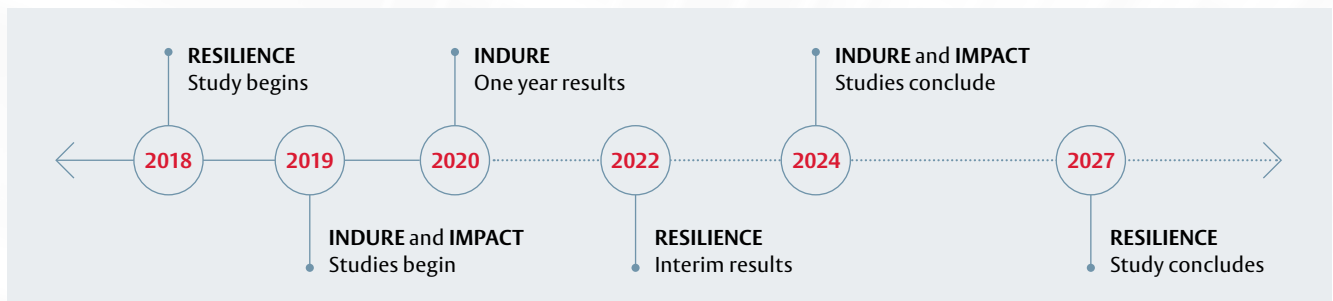 RESILIENCE
Study begins
INDURE
One year results
INDURE and IMPACT
Studies conclude
2018
2019
2020
2022
2024
2027
INDURE and IMPACT
Studies begin
RESILIENCE
Interim results
RESILIENCE
Study concludes